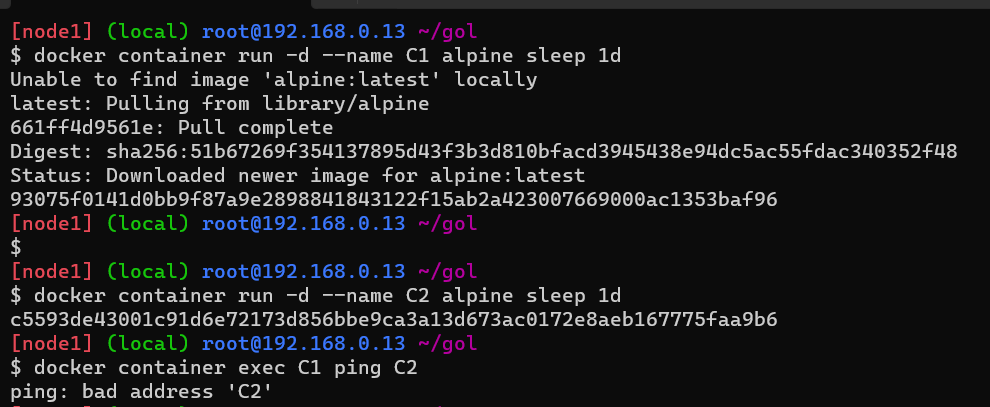 [node1] (local) root@192.168.0.13 ~/gol
$ docker container run -d --name C1 alpine sleep 1d
Unable to find image 'alpine:latest' locally
latest: Pulling from library/alpine
661ff4d9561e: Pull complete
Digest: sha256:51b67269f354137895d43f3b3d810bfacd3945438e94dc5ac55fdac340352f48
Status: Downloaded newer image for alpine:latest
93075f0141d0bb9f87a9e2898841843122f15ab2a423007669000ac1353baf96
[node1] (local) root@192.168.0.13 ~/gol
$
[node1] (local) root@192.168.0.13 ~/gol
$ docker container run -d --name C2 alpine sleep 1d
c5593de43001c91d6e72173d856bbe9ca3a13d673ac0172e8aeb167775faa9b6
[node1] (local) root@192.168.0.13 ~/gol
$ docker container exec C1 ping C2
ping: bad address 'C2'